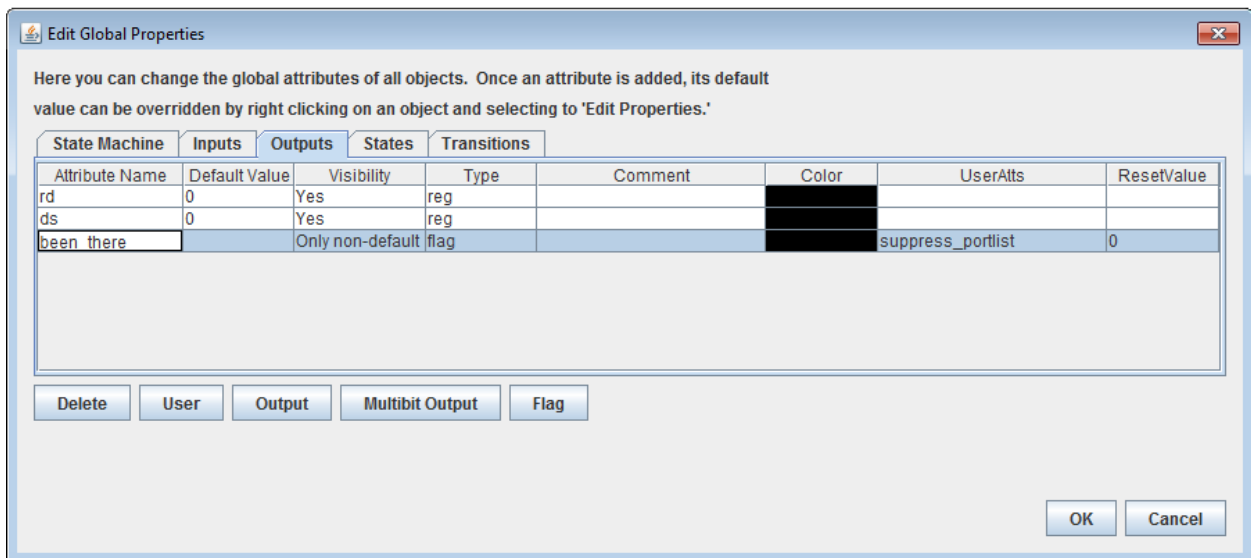 Edit Global Properties
Here you can change the global attributes of all objects. Once an attribute is added, its default
value can be overridden by right clicking on an object and selecting to 'Edit Properties.'
State Machine Inputs Outputs States Transitions
Attribute Name Default Value Visibility Type Comment Color UserAtts ResetValue
rd 0 Yes reg
ds 0 Yes reg
been_there Only non-default flag suppress_portlist 0
Delete User Output Multibit Output Flag
OK Cancel